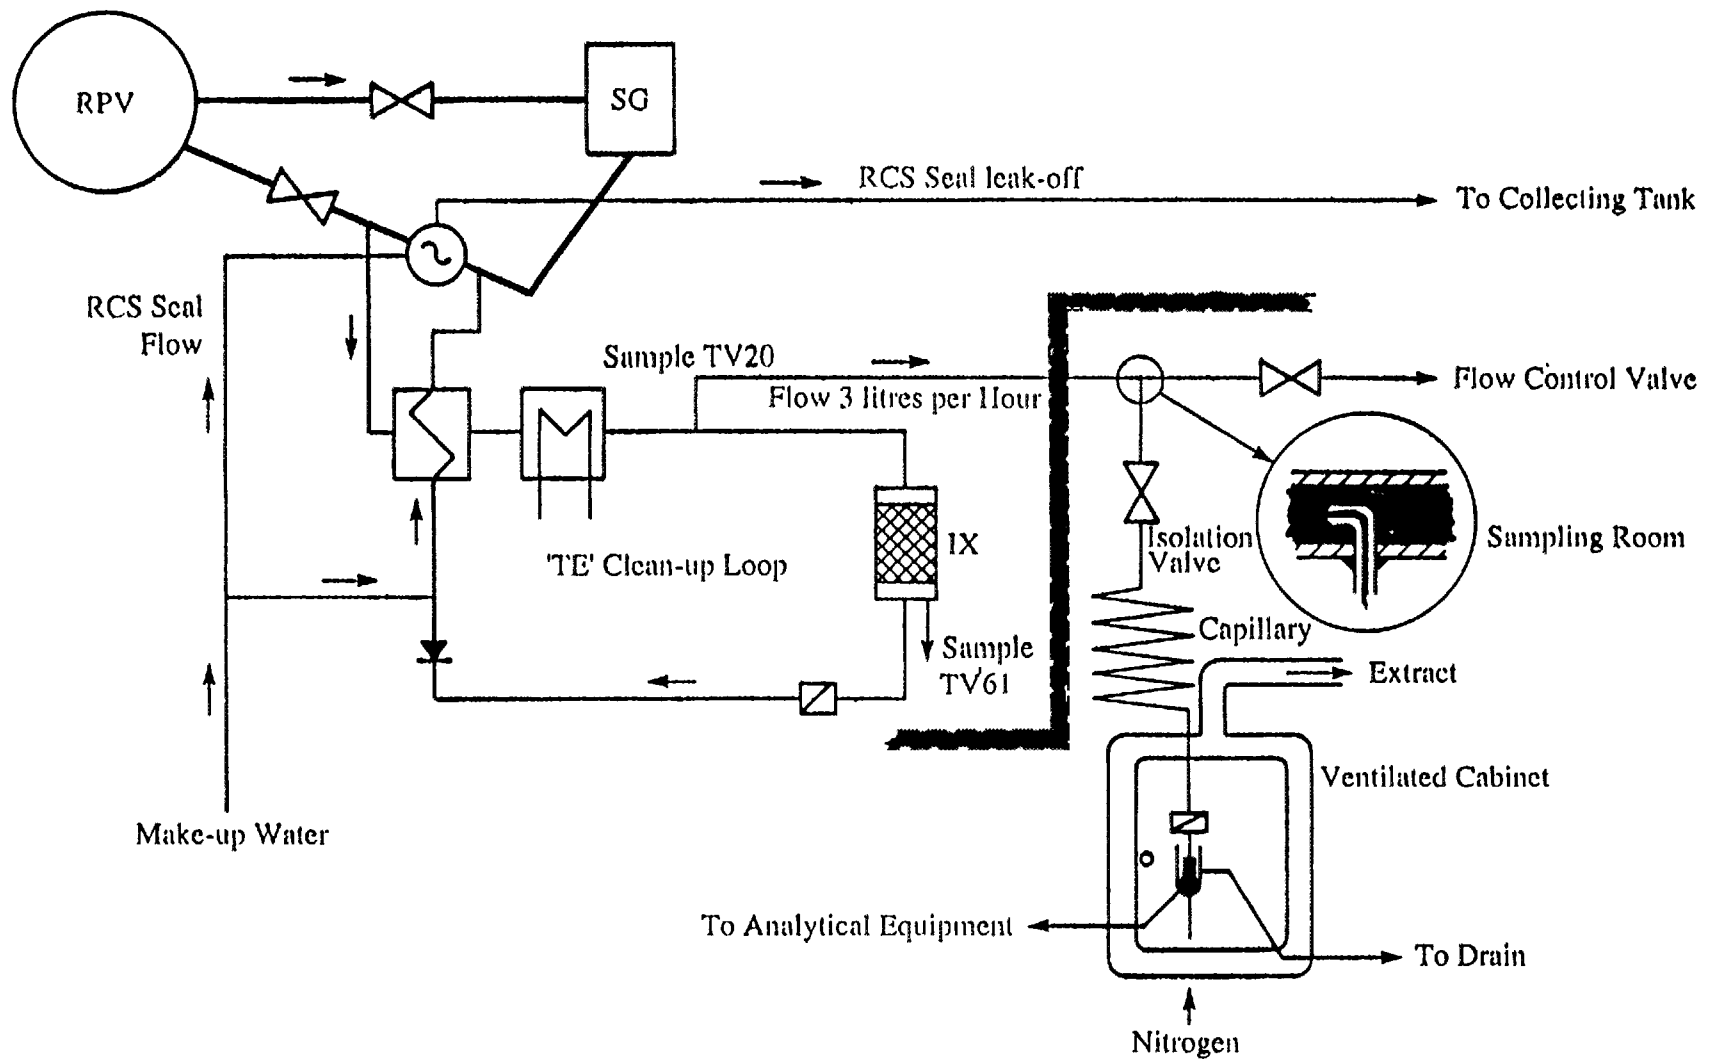 RPV
SG
RCS Seal leak-off
To Collecting Tank
RCS Seal
Flow
Sample TV20
Flow 3 litres per Hour
Flow Control Valve
'TE' Clean-up Loop
IX
Isolation
Valve
Sampling Room
Sample
TV61
Capillary
Extract
Ventilated Cabinet
Make-up Water
To Analytical Equipment
To Drain
Nitrogen